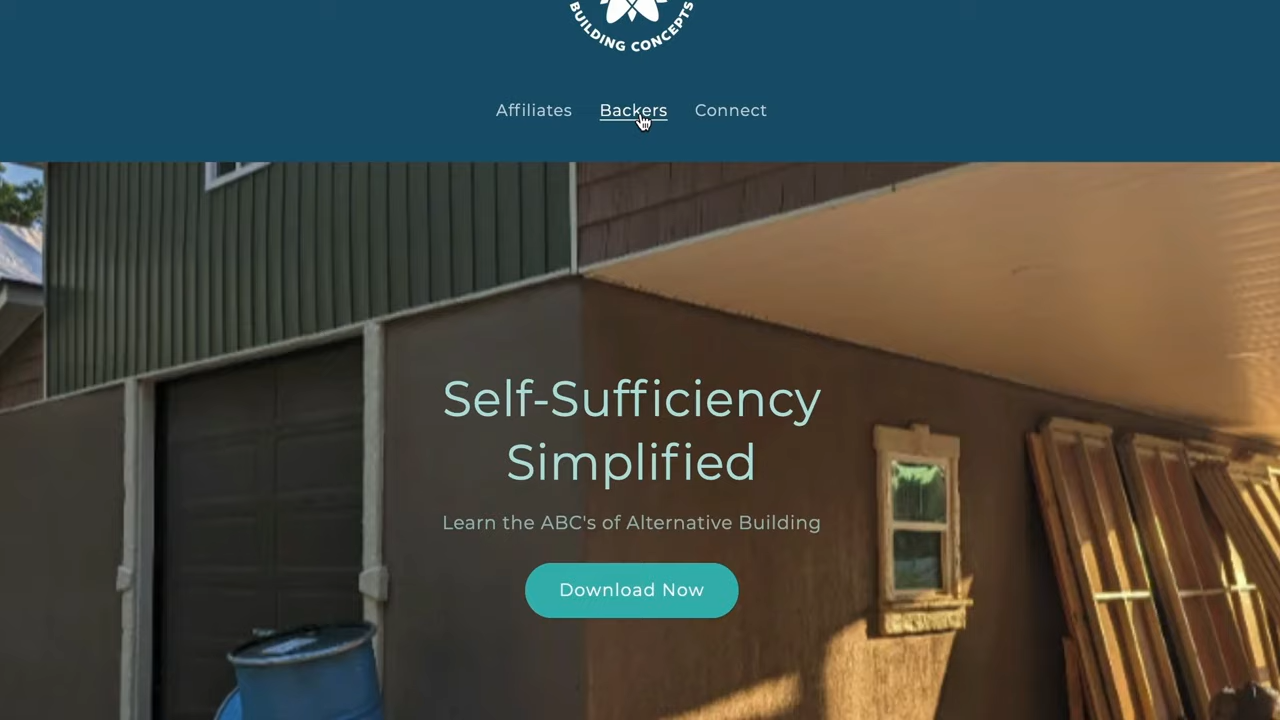 BUILDING CONCEPTS
Affiliates Backers Connect
Self-Sufficiency
Simplified
Learn the ABC's of Alternative Building
Download Now